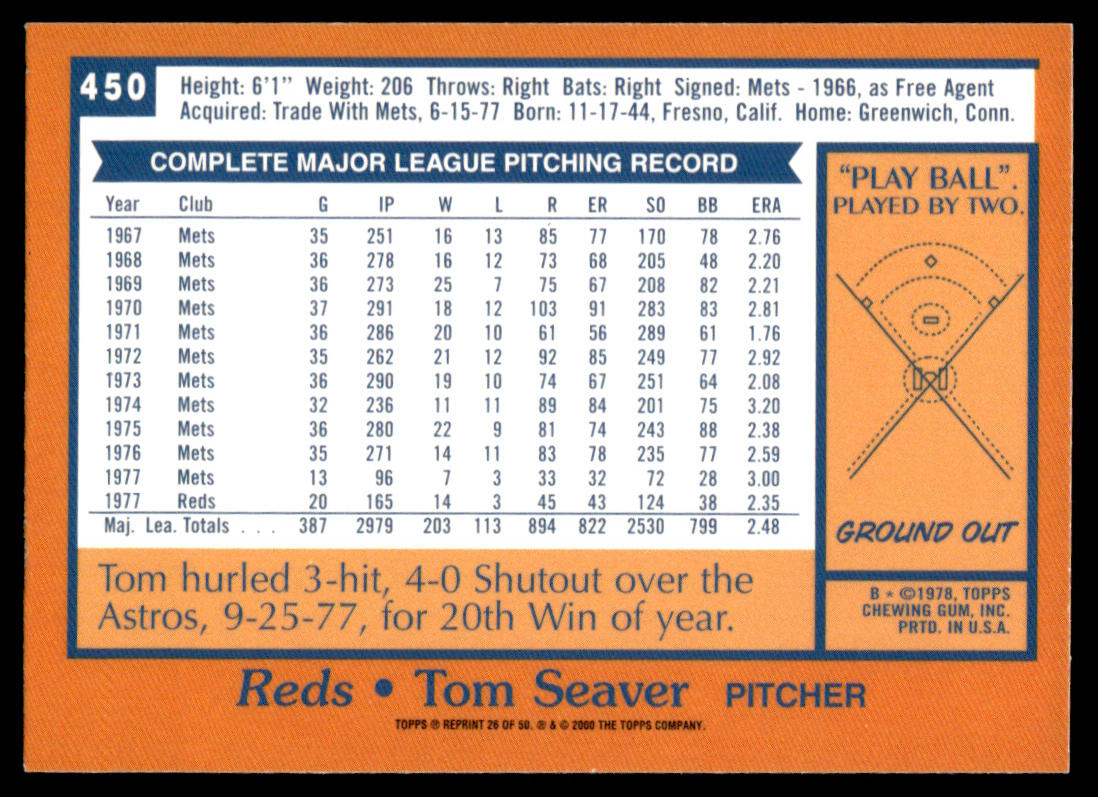 450
Height: 6'1" Weight: 206 Throws: Right Bats: Right Signed: Mets - 1966, as Free Agent
Acquired: Trade With Mets, 6-15-77 Born: 11-17-44, Fresno, Calif. Home: Greenwich, Conn.
COMPLETE MAJOR LEAGUE PITCHING RECORD
Year Club G IP W L R ER SO BB ERA
1967 Mets 35 251 16 13 85 77 170 78 2.76
1968 Mets 36 278 16 12 73 68 205 48 2.20
1969 Mets 36 273 25 7 75 67 208 82 2.21
1970 Mets 37 291 18 12 103 91 283 83 2.81
1971 Mets 36 286 20 10 61 56 289 61 1.76
1972 Mets 35 262 21 12 92 85 249 77 2.92
1973 Mets 36 290 19 10 74 67 251 64 2.08
1974 Mets 32 236 11 11 89 84 201 75 3.20
1975 Mets 36 280 22 9 81 74 243 88 2.38
1976 Mets 35 271 14 11 83 78 235 77 2.59
1977 Mets 13 96 7 3 33 32 72 28 3.00
1977 Reds 20 165 14 3 45 43 124 38 2.35
Maj. Lea. Totals . . . 387 2979 203 113 894 822 2530 799 2.48
Tom hurled 3-hit, 4-0 Shutout over the
Astros, 9-25-77, for 20th Win of year.
"PLAY BALL".
PLAYED BY TWO.
GROUND OUT
B * ©1978, TOPPS
CHEWING GUM, INC.
PRTD. IN U.S.A.
Reds • Tom Seaver PITCHER
TOPPS ® REPRINT 26 OF 50. ® & © 2000 THE TOPPS COMPANY.